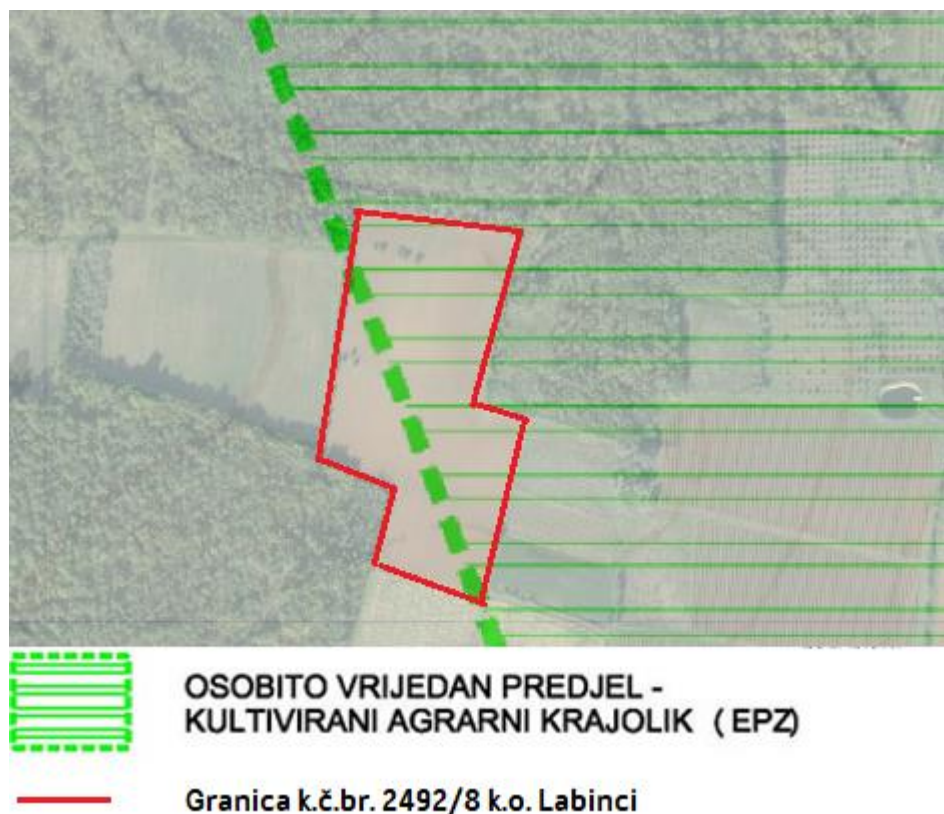 OSOBITO VRIJEDAN PREDJEL -
KULTIVIRANI AGRARNI KRAJOLIK ( EPZ)
Granica k.č.br. 2492/8 k.o. Labinci